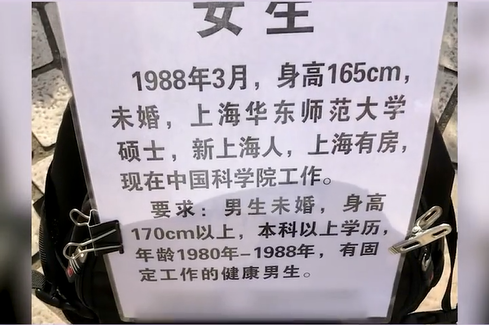 女生
1988年3月，身高165cm，
未婚，上海华东师范大学
硕士，新上海人，上海有房，
现在中国科学院工作。
要求：男生未婚，身高
170cm以上，本科以上学历，
年龄1980年-1988年，有固
定工作的健康男生。